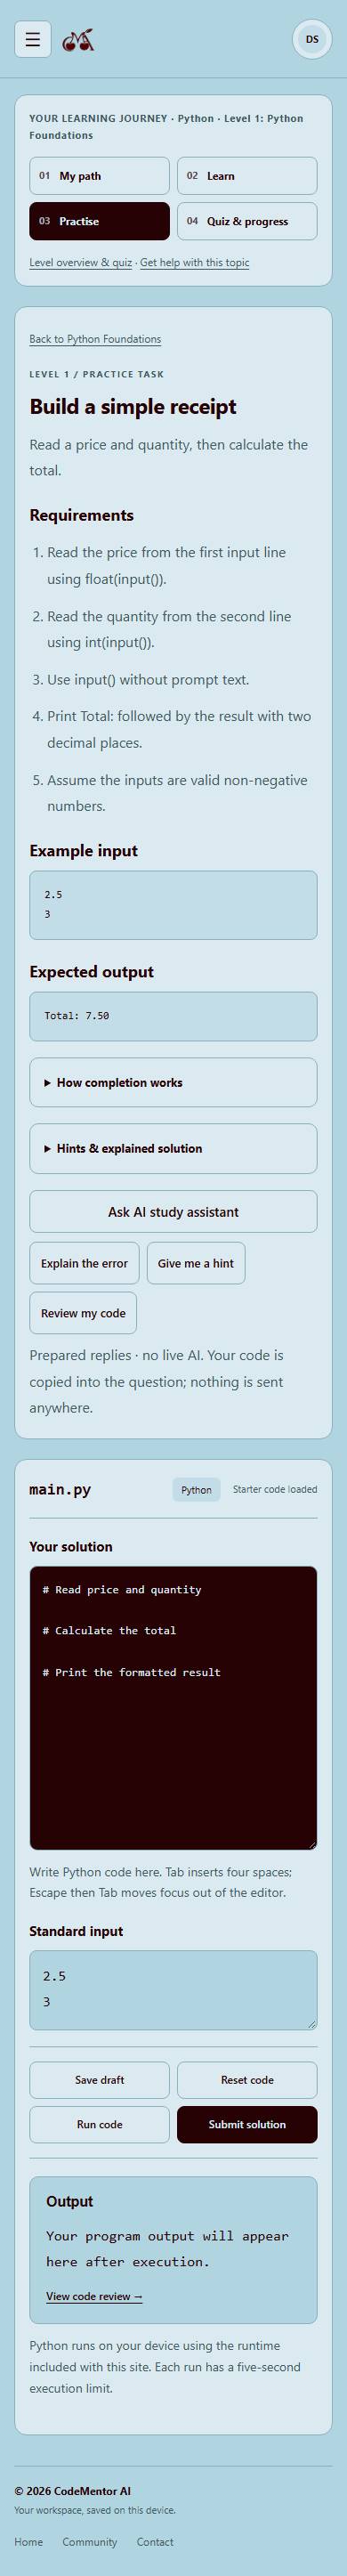 ☰
DS
YOUR LEARNING JOURNEY · Python · Level 1: Python
Foundations
01 My path
02 Learn
03 Practise
04 Quiz & progress
Level overview & quiz · Get help with this topic
Back to Python Foundations
LEVEL 1 / PRACTICE TASK
Build a simple receipt
Read a price and quantity, then calculate the
total.
Requirements
1. Read the price from the first input line
using float(input()).
2. Read the quantity from the second line
using int(input()).
3. Use input() without prompt text.
4. Print Total: followed by the result with two
decimal places.
5. Assume the inputs are valid non-negative
numbers.
Example input
2.5
3
Expected output
Total: 7.50
▶ How completion works
▶ Hints & explained solution
Ask AI study assistant
Explain the error
Give me a hint
Review my code
Prepared replies · no live AI. Your code is
copied into the question; nothing is sent
anywhere.
main.py
Python
Starter code loaded
Your solution
# Read price and quantity
# Calculate the total
# Print the formatted result
Write Python code here. Tab inserts four spaces;
Escape then Tab moves focus out of the editor.
Standard input
2.5
3
Save draft
Reset code
Run code
Submit solution
Output
Your program output will appear
here after execution.
View code review →
Python runs on your device using the runtime
included with this site. Each run has a five-second
execution limit.
© 2026 CodeMentor AI
Your workspace, saved on this device.
Home
Community
Contact